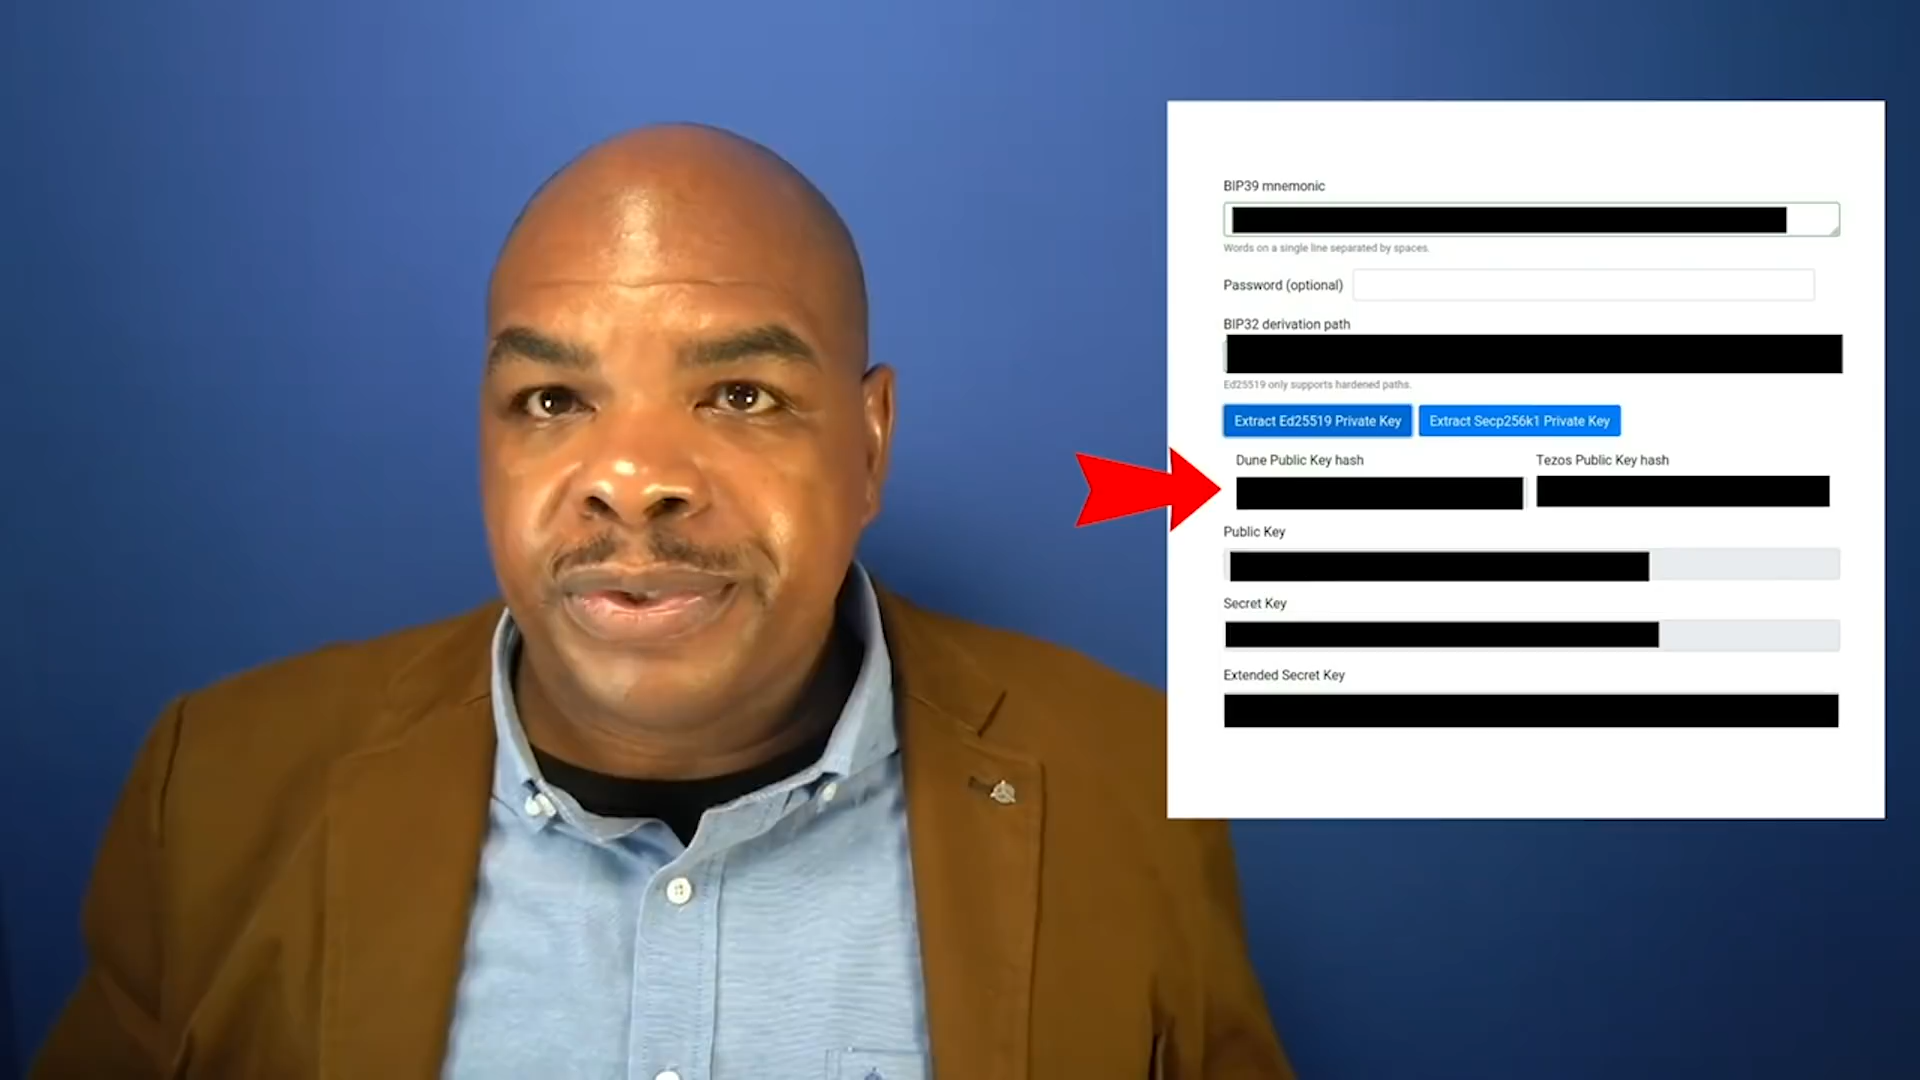 BIP39 mnemonic
Words on a single line separated by spaces.
Password (optional)
BIP32 derivation path
Ed25519 only supports hardened paths.
Extract Ed25519 Private Key Extract Secp256k1 Private Key
Dune Public Key hash Tezos Public Key hash
Public Key
Secret Key
Extended Secret Key